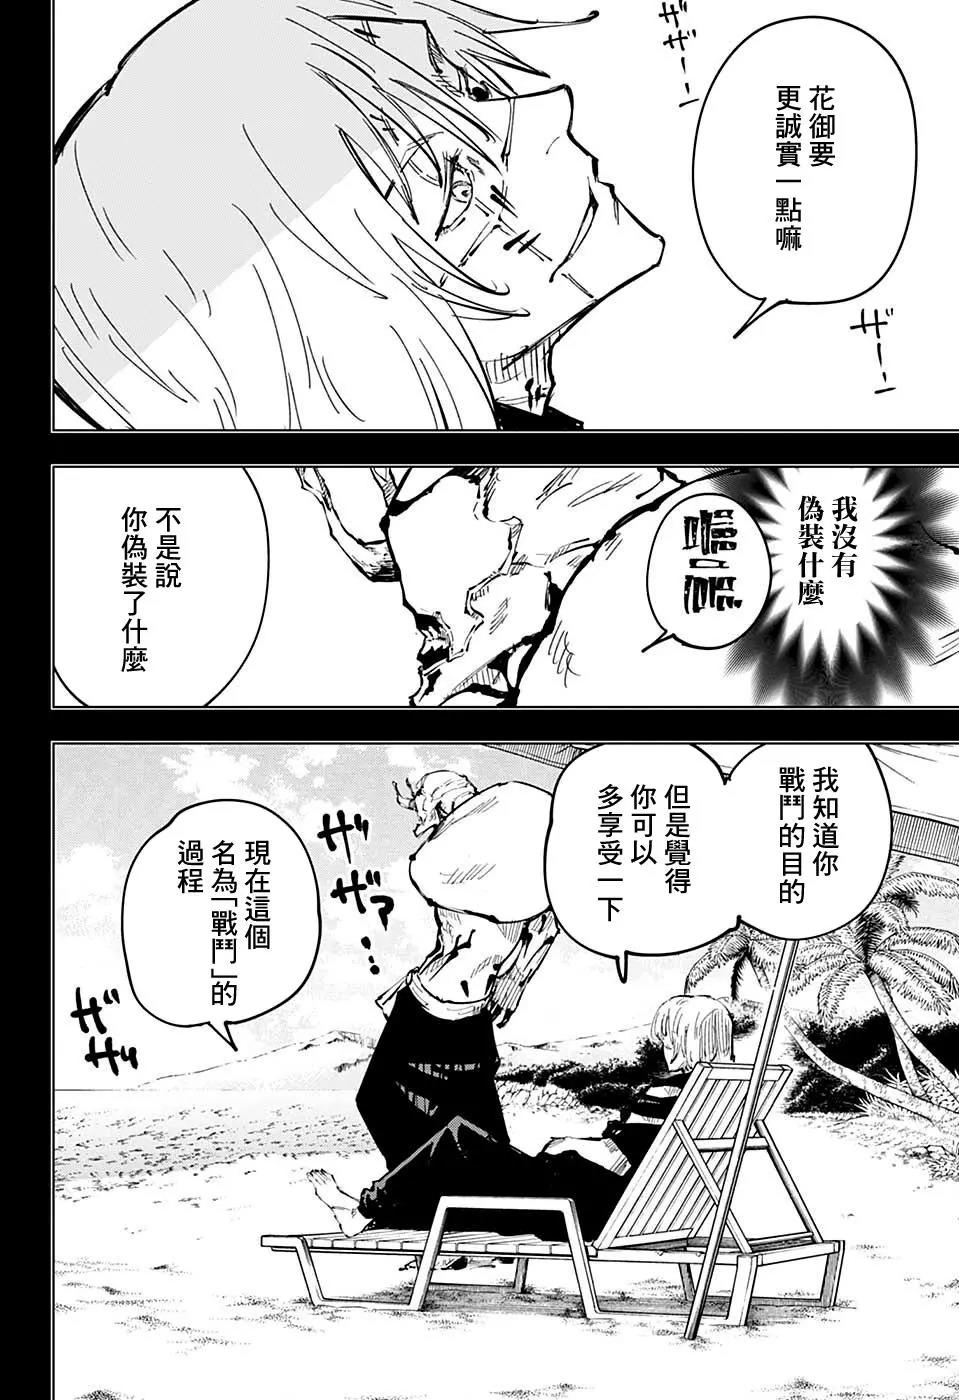 ザザーー
花御要
更誠實一點嘛
ザーー
我沒有
偽裝什麼
不是說
你偽裝了什麼
我知道你
戰鬥的目的
但是覺得
你可以
多享受一下
ザザァ…
現在這個
名為「戰鬥」的
過程
ザザザ